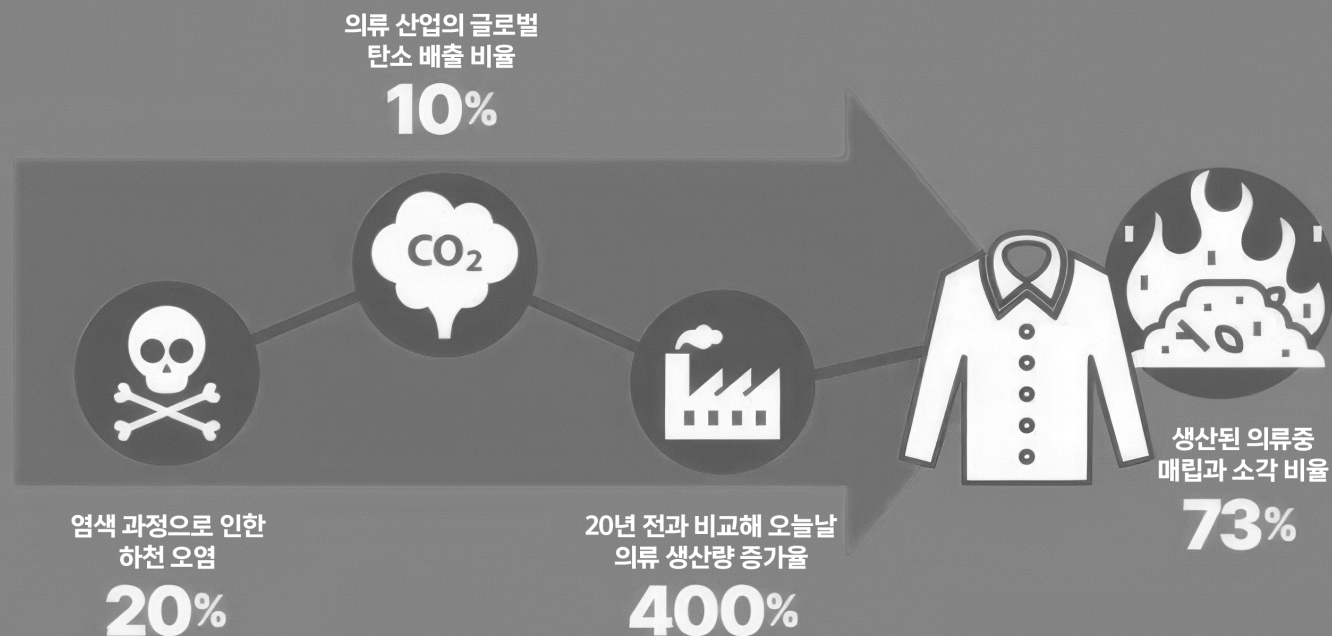 의류 산업의 글로벌
탄소 배출 비율
10%
CO₂
염색 과정으로 인한
하천 오염
20%
20년 전과 비교해 오늘날
의류 생산량 증가율
400%
생산된 의류중
매립과 소각 비율
73%